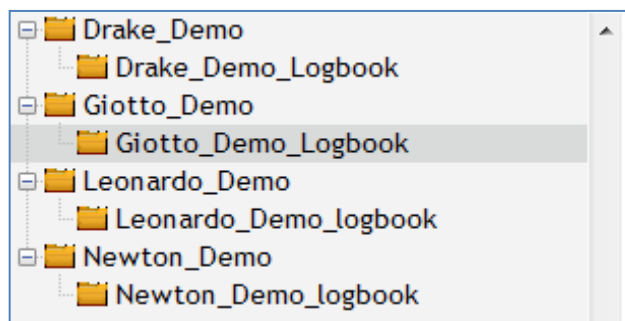 Drake_Demo
Drake_Demo_Logbook
Giotto_Demo
Giotto_Demo_Logbook
Leonardo_Demo
Leonardo_Demo_logbook
Newton_Demo
Newton_Demo_logbook